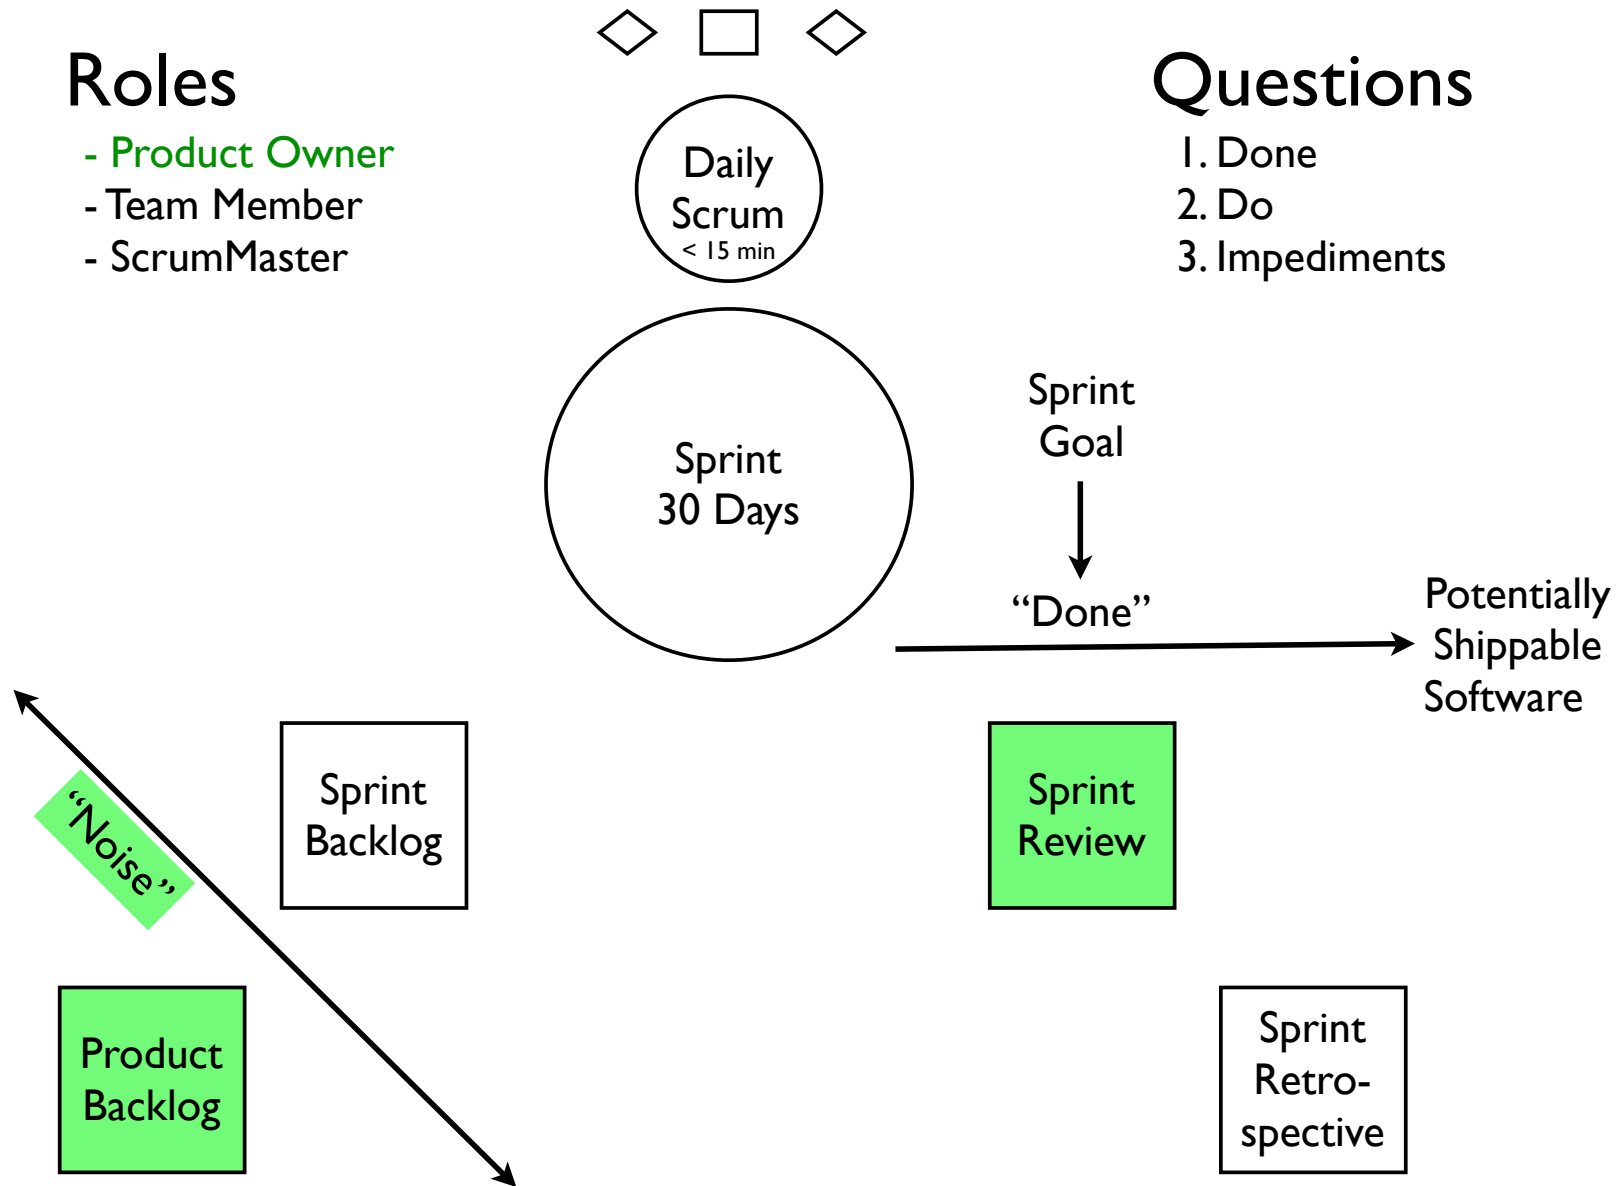 Roles
- Product Owner
- Team Member
- ScrumMaster
Daily
Scrum
< 15 min
Questions
1. Done
2. Do
3. Impediments
Sprint
30 Days
Sprint
Goal
“Done”
Potentially
Shippable
Software
“Noise”
Sprint
Backlog
Product
Backlog
Sprint
Review
Sprint
Retro-
spective